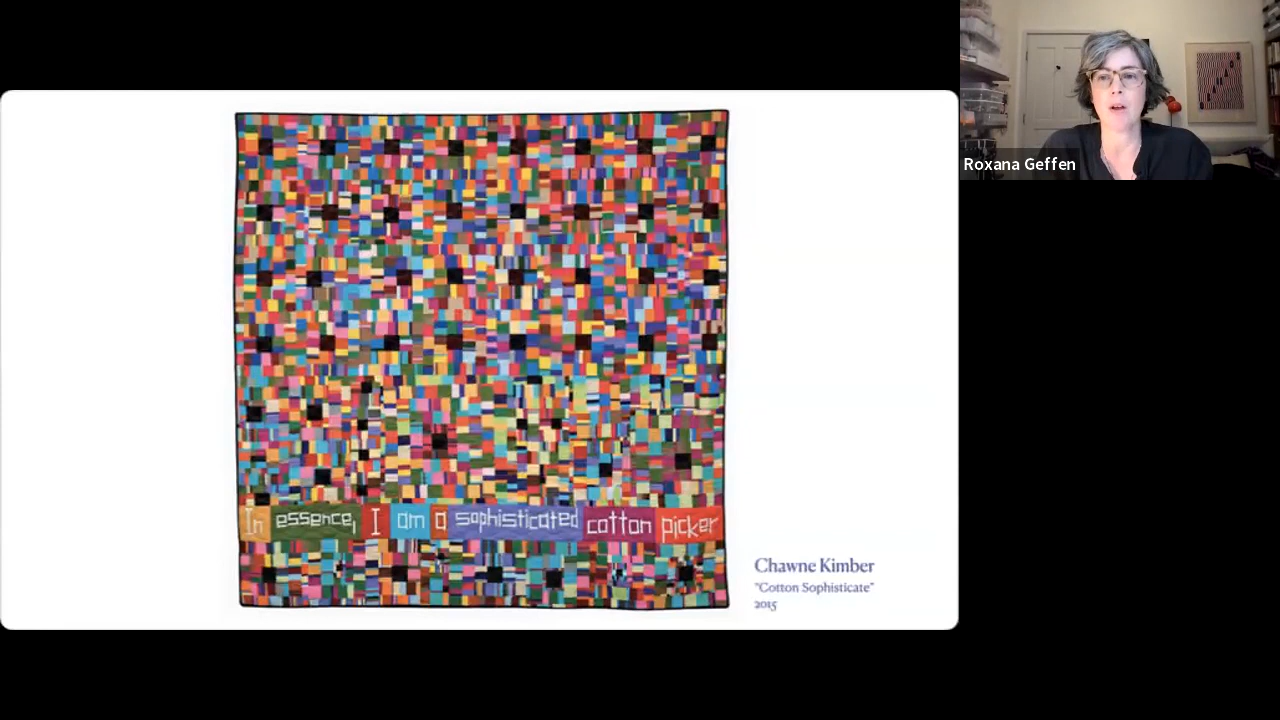 In essence, I am a sophisticated cotton picker
Chawne Kimber
"Cotton Sophisticate"
2015
Roxana Geffen